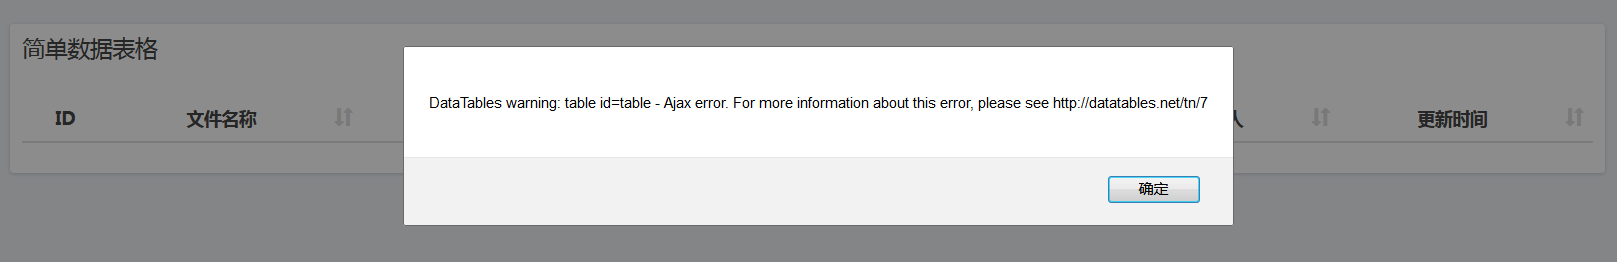 简单数据表格
DataTables warning: table id=table - Ajax error. For more information about this error, please see http://datatables.net/tn/7
ID 文件名称 人 更新时间
确定